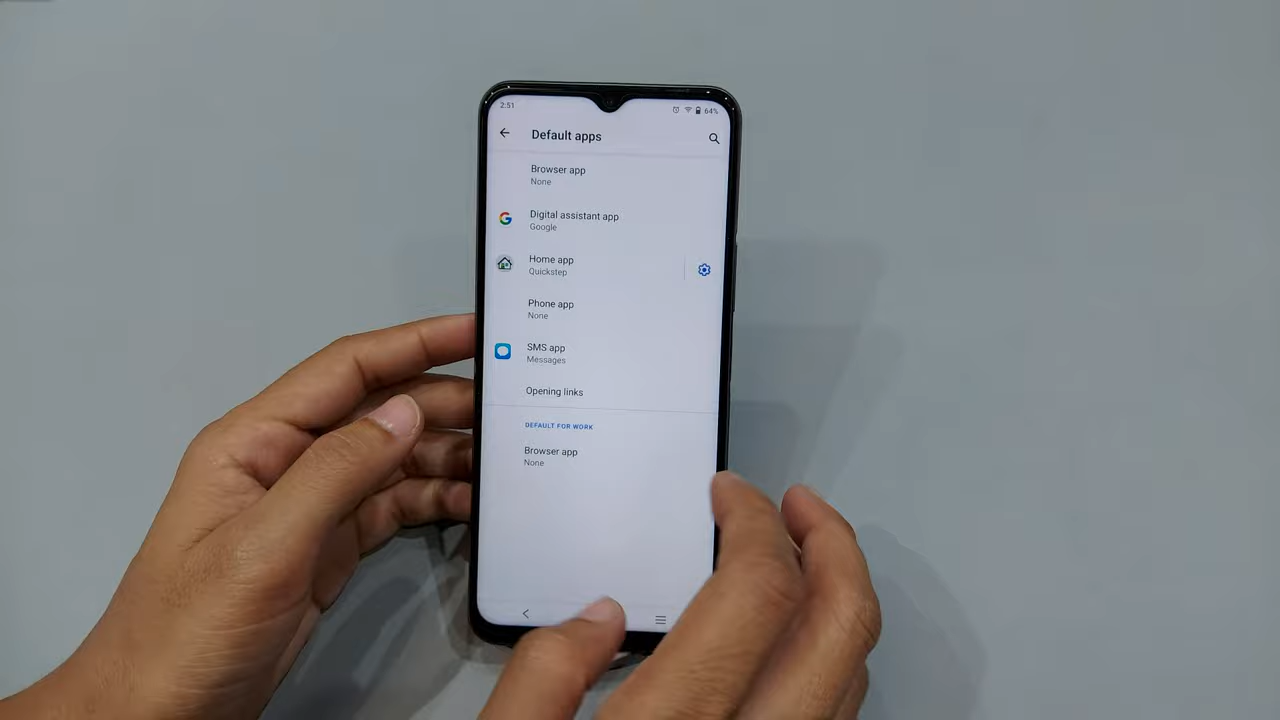 2:51
64%
Default apps
Browser app
None
Digital assistant app
Google
Home app
Quickstep
Phone app
None
SMS app
Messages
Opening links
DEFAULT FOR WORK
Browser app
None